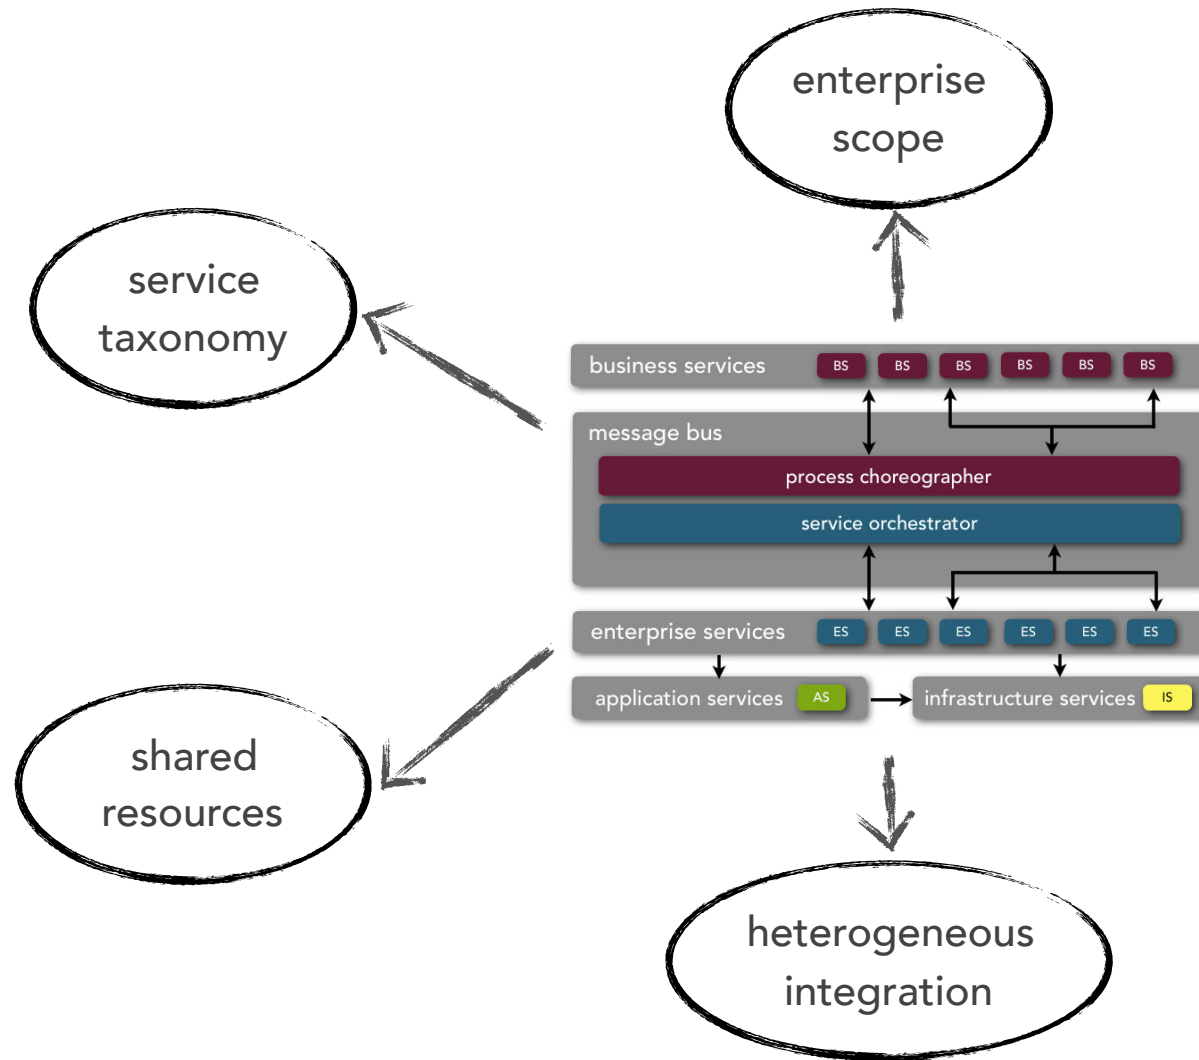 enterprise
scope
service
taxonomy
business services BS BS BS BS BS BS
message bus
process choreographer
service orchestrator
enterprise services ES ES ES ES ES ES
application services AS infrastructure services IS
shared
resources
heterogeneous
integration